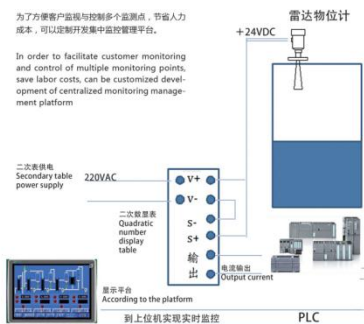 为了方便客户监视与控制多个监测点，节省人力
成本，可以定制开发集中监控管理平台。
In order to facilitate customer monitoring
and control of multiple monitoring points,
save labor costs, can be customized devel-
opment of centralized monitoring manage-
ment platform
雷达物位计
+24VDC
二次表供电
Secondary table
power supply
220VAC
V+
V-
S-
S+
输
出
二次数显表
Quadratic
number
display
table
电流输出
Output current
显示平台
According to the platform
到上位机实现实时监控
PLC